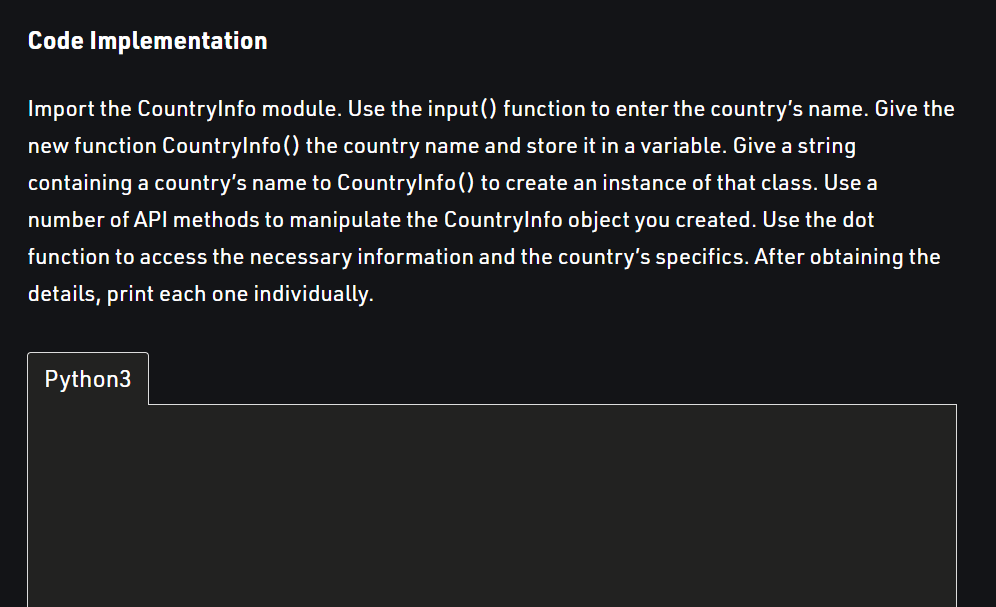 Code Implementation
Import the CountryInfo module. Use the input() function to enter the country’s name. Give the
new function CountryInfo() the country name and store it in a variable. Give a string
containing a country’s name to CountryInfo() to create an instance of that class. Use a
number of API methods to manipulate the CountryInfo object you created. Use the dot
function to access the necessary information and the country’s specifics. After obtaining the
details, print each one individually.
Python3